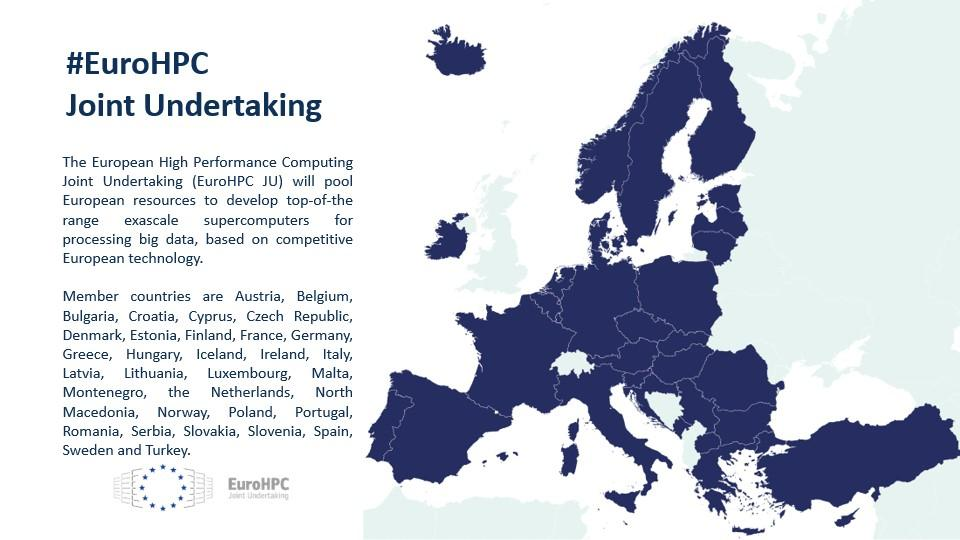 #EuroHPC
Joint Undertaking
The European High Performance Computing
Joint Undertaking (EuroHPC JU) will pool
European resources to develop top-of-the
range exascale supercomputers for
processing big data, based on competitive
European technology.
Member countries are Austria, Belgium,
Bulgaria, Croatia, Cyprus, Czech Republic,
Denmark, Estonia, Finland, France, Germany,
Greece, Hungary, Iceland, Ireland, Italy,
Latvia, Lithuania, Luxembourg, Malta,
Montenegro, the Netherlands, North
Macedonia, Norway, Poland, Portugal,
Romania, Serbia, Slovakia, Slovenia, Spain,
Sweden and Turkey.
EuroHPC
Joint Undertaking